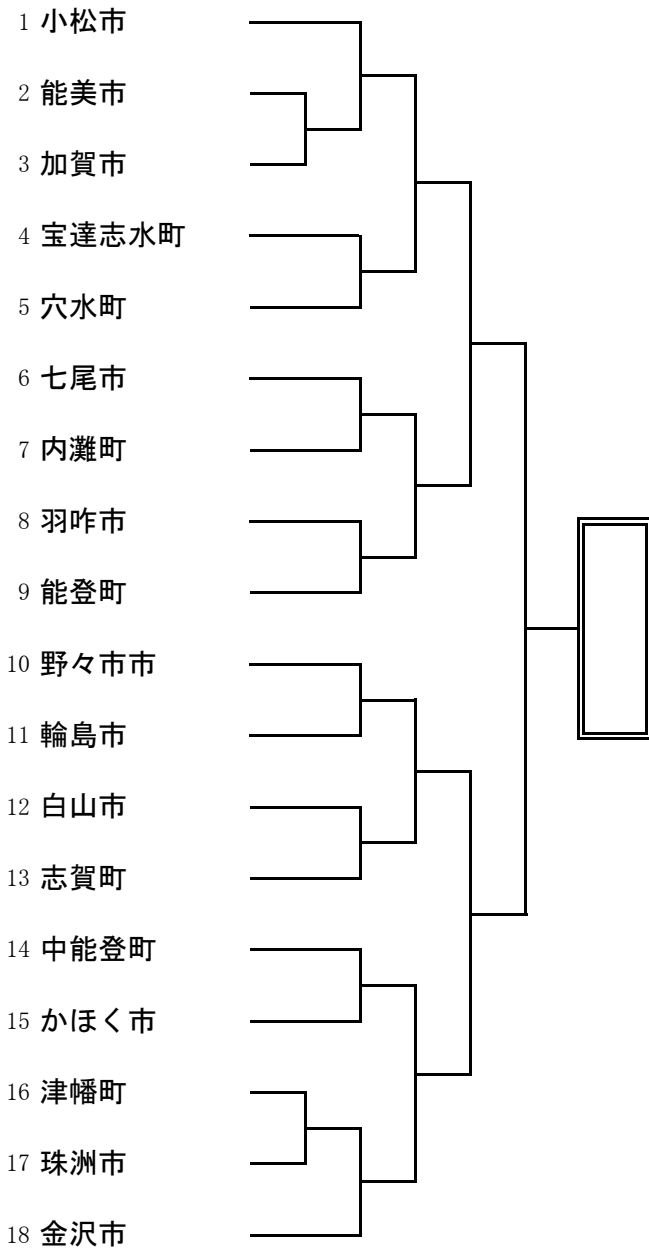 1 小松市
2 能美市
3 加賀市
4 宝達志水町
5 穴水町
6 七尾市
7 内灘町
8 羽咋市
9 能登町
10 野々市市
11 輪島市
12 白山市
13 志賀町
14 中能登町
15 かほく市
16 津幡町
17 珠洲市
18 金沢市